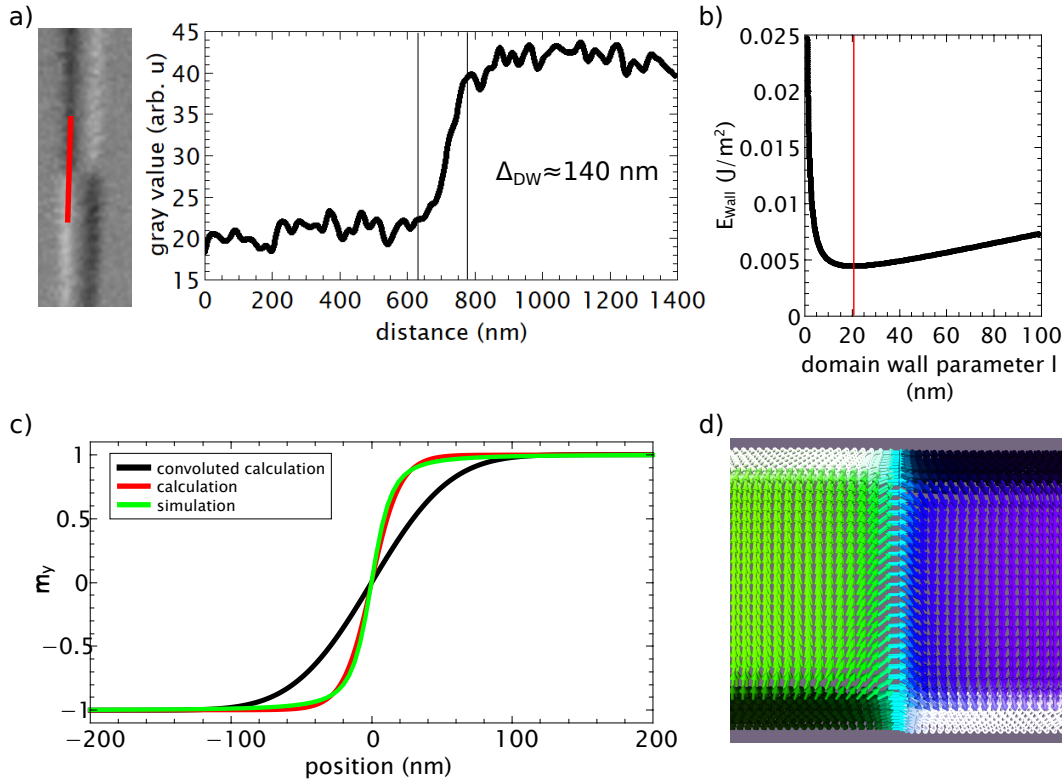 a)
gray value (arb. u)
45
40
35
30
25
20
15
0 200 400 600 800 1000 1200 1400
distance (nm)
Δ_DW≈140 nm
b)
E_Wall (J/m²)
0.025
0.02
0.015
0.01
0.005
0
0 20 40 60 80 100
domain wall parameter l
(nm)
c)
m_y
1
0.5
0
−0.5
−1
−200 −100 0 100 200
position (nm)
convoluted calculation
calculation
simulation
d)